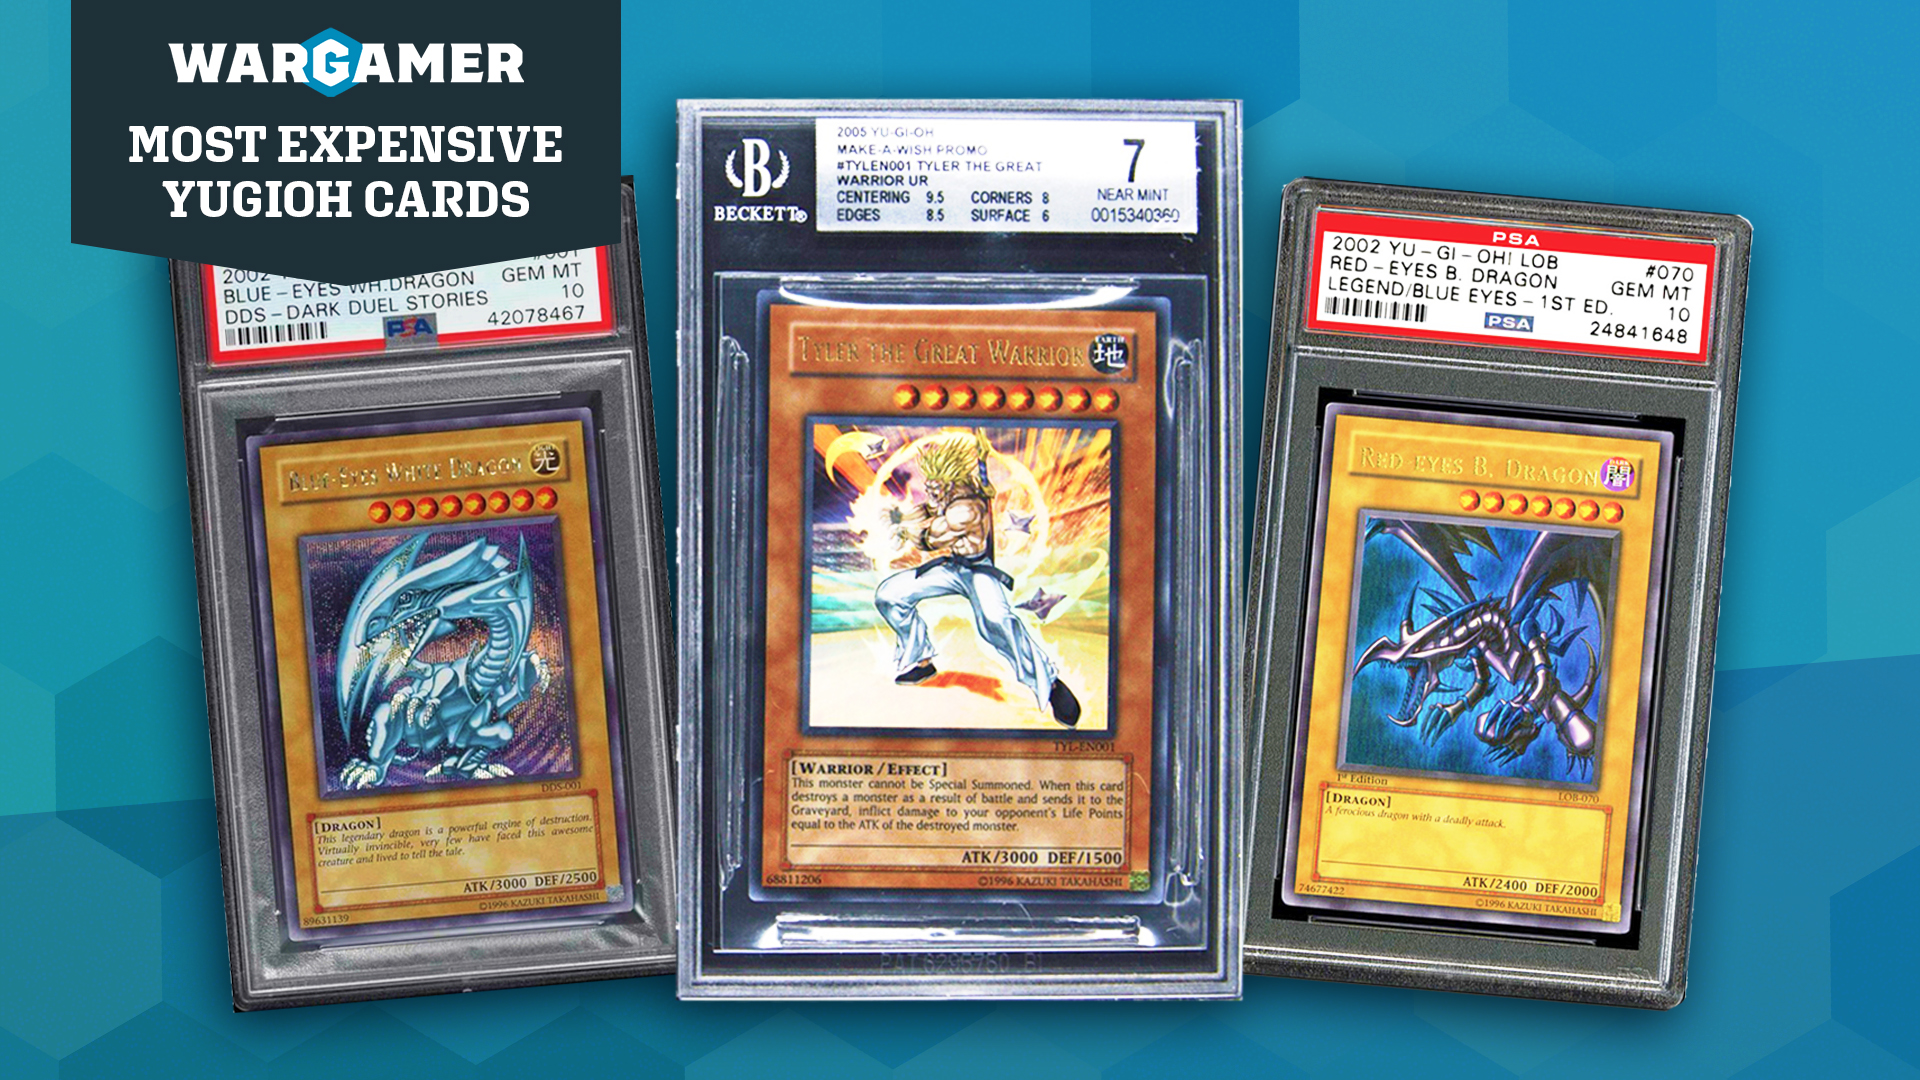 WARGAMER
MOST EXPENSIVE
YUGIOH CARDS
2002
BLUE-EYES WH.DRAGON GEM MT
DDS-DARK DUEL STORIES 10
PSA 42078467
BLUE-EYES WHITE DRAGON
光
DDS-001
[DRAGON]
This legendary dragon is a powerful engine of destruction.
Virtually invincible, very few have faced this awesome
creature and lived to tell the tale.
ATK/3000 DEF/2500
89631139 ©1996 KAZUKI TAKAHASHI
B
BECKETT®
2005 YU-GI-OH
MAKE-A-WISH PROMO
#TYLEN001 TYLER THE GREAT
WARRIOR UR
CENTERING 9.5 CORNERS 8
EDGES 8.5 SURFACE 6
7
NEAR MINT
0015340360
TYLER THE GREAT WARRIOR
EARTH
地
TYL-EN001
[WARRIOR/EFFECT]
This monster cannot be Special Summoned. When this card
destroys a monster as a result of battle and sends it to the
Graveyard, inflict damage to your opponent's Life Points
equal to the ATK of the destroyed monster.
ATK/3000 DEF/1500
68811206 ©1996 KAZUKI TAKAHASHI
PSA
2002 YU-GI-OH! LOB #070
RED-EYES B. DRAGON GEM MT
LEGEND/BLUE EYES-1ST ED. 10
PSA 24841648
RED-EYES B. DRAGON
DARK
闇
1st Edition LOB-070
[DRAGON]
A ferocious dragon with a deadly attack.
ATK/2400 DEF/2000
74677422 ©1996 KAZUKI TAKAHASHI